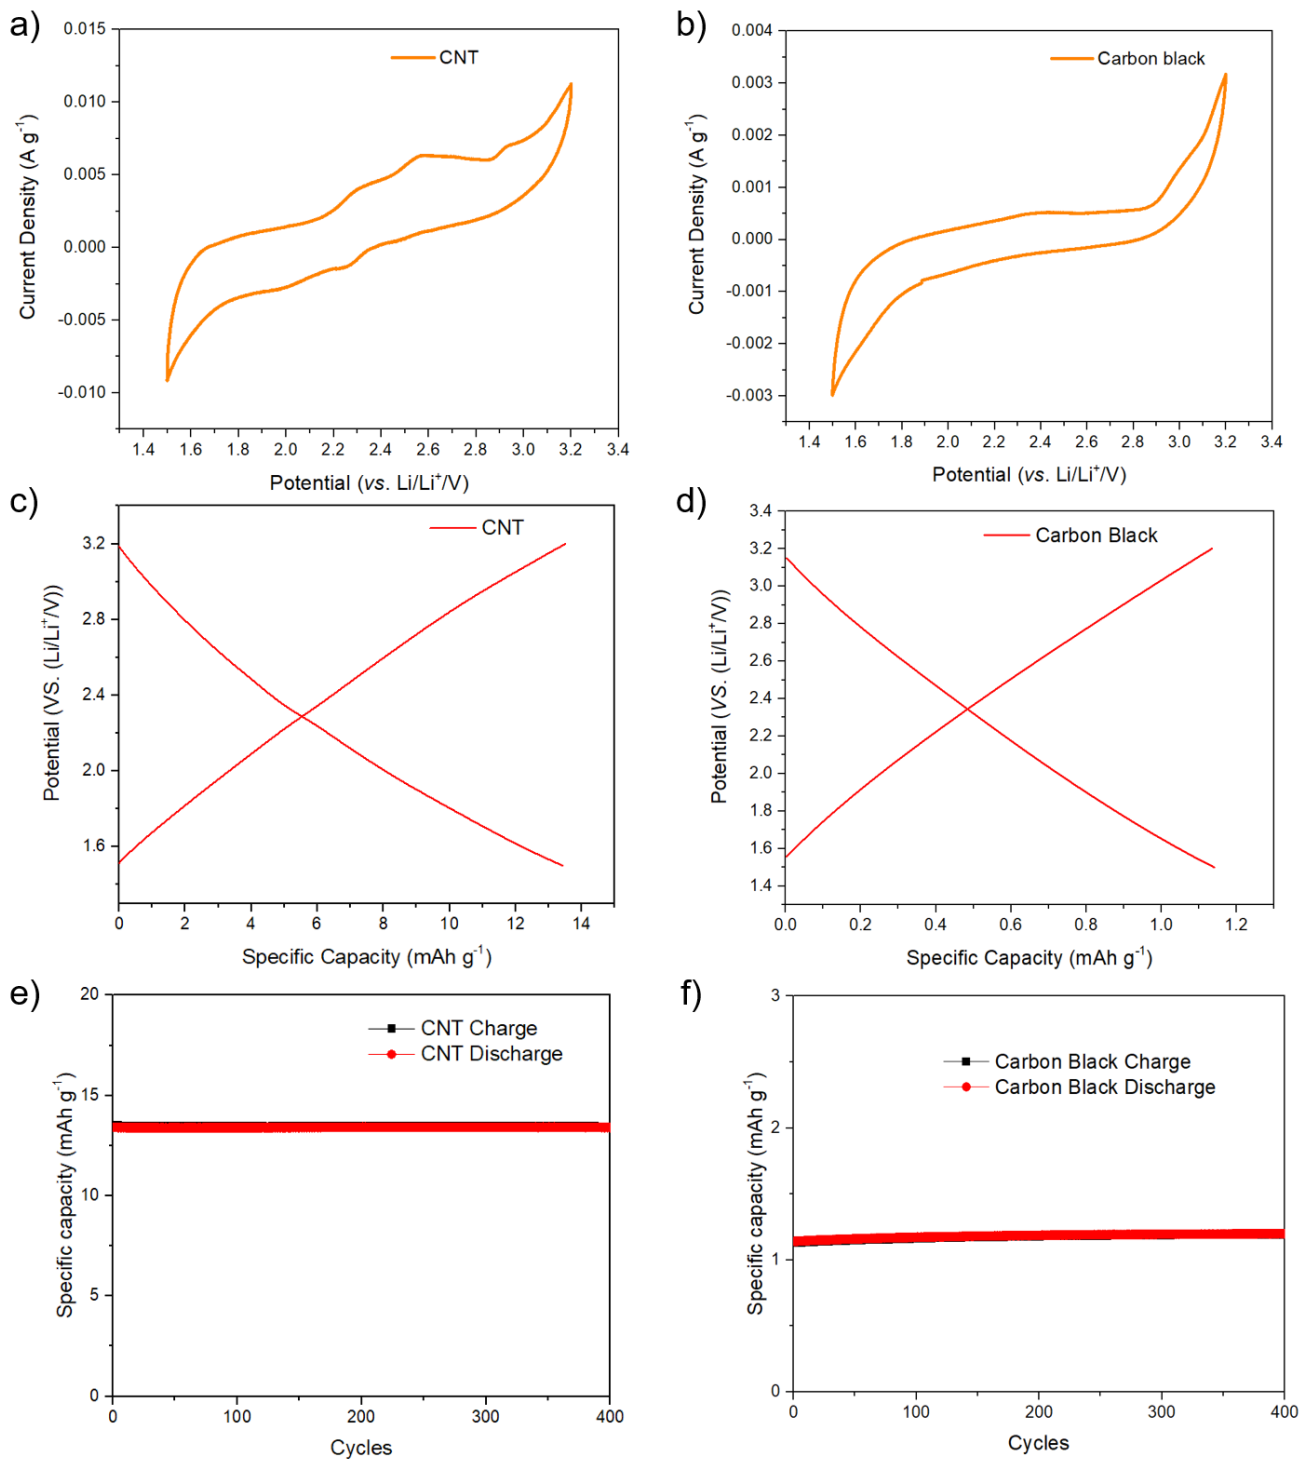 a)
CNT
0.015
0.010
0.005
0.000
-0.005
-0.010
Current Density (A g⁻¹)
1.4 1.6 1.8 2.0 2.2 2.4 2.6 2.8 3.0 3.2 3.4
Potential (vs. Li/Li⁺/V)
b)
Carbon black
0.004
0.003
0.002
0.001
0.000
-0.001
-0.002
-0.003
Current Density (A g⁻¹)
1.4 1.6 1.8 2.0 2.2 2.4 2.6 2.8 3.0 3.2 3.4
Potential (vs. Li/Li⁺/V)
c)
CNT
3.2
2.8
2.4
2.0
1.6
Potential (VS. (Li/Li⁺/V))
0 2 4 6 8 10 12 14
Specific Capacity (mAh g⁻¹)
d)
Carbon Black
3.4
3.2
3.0
2.8
2.6
2.4
2.2
2.0
1.8
1.6
1.4
Potential (VS. (Li/Li⁺/V))
0.0 0.2 0.4 0.6 0.8 1.0 1.2
Specific Capacity (mAh g⁻¹)
e)
CNT Charge
CNT Discharge
20
15
10
5
0
Specific capacity (mAh g⁻¹)
0 100 200 300 400
Cycles
f)
Carbon Black Charge
Carbon Black Discharge
3
2
1
0
Specific capacity (mAh g⁻¹)
0 100 200 300 400
Cycles